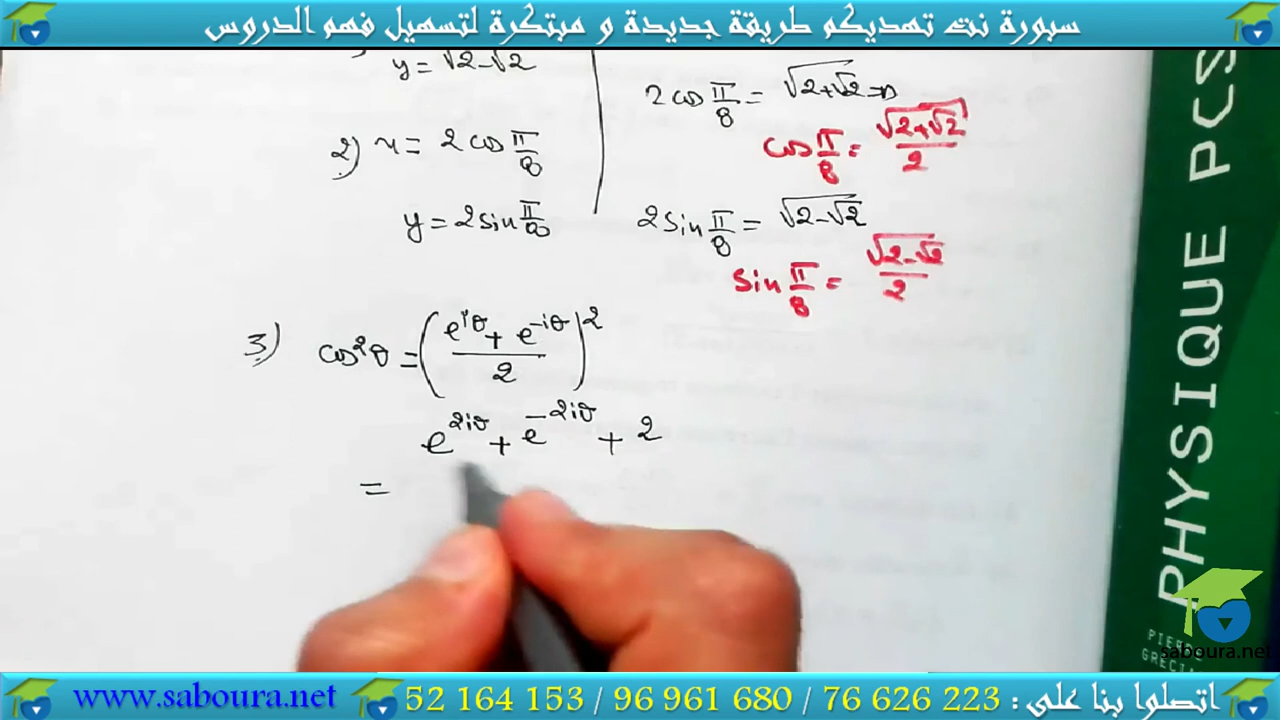 سبورة نت تهديكم طريقة جديدة و مبتكرة لتسهيل فهم الدروس
y = √2-√2
2) x = 2 cos π/8
y = 2 sin π/8
2 cos π/8 = √2+√2 ⇒
cos π/8 = √2+√2/2
2 sin π/8 = √2-√2
sin π/8 = √2-√2/2
3) cos²θ = (e^iθ + e^-iθ/2)²
= e^2iθ + e^-2iθ + 2
PHYSIQUE PCS
saboura.net
www.saboura.net
اتصلوا بنا على : 52 164 153 / 96 961 680 / 76 626 223